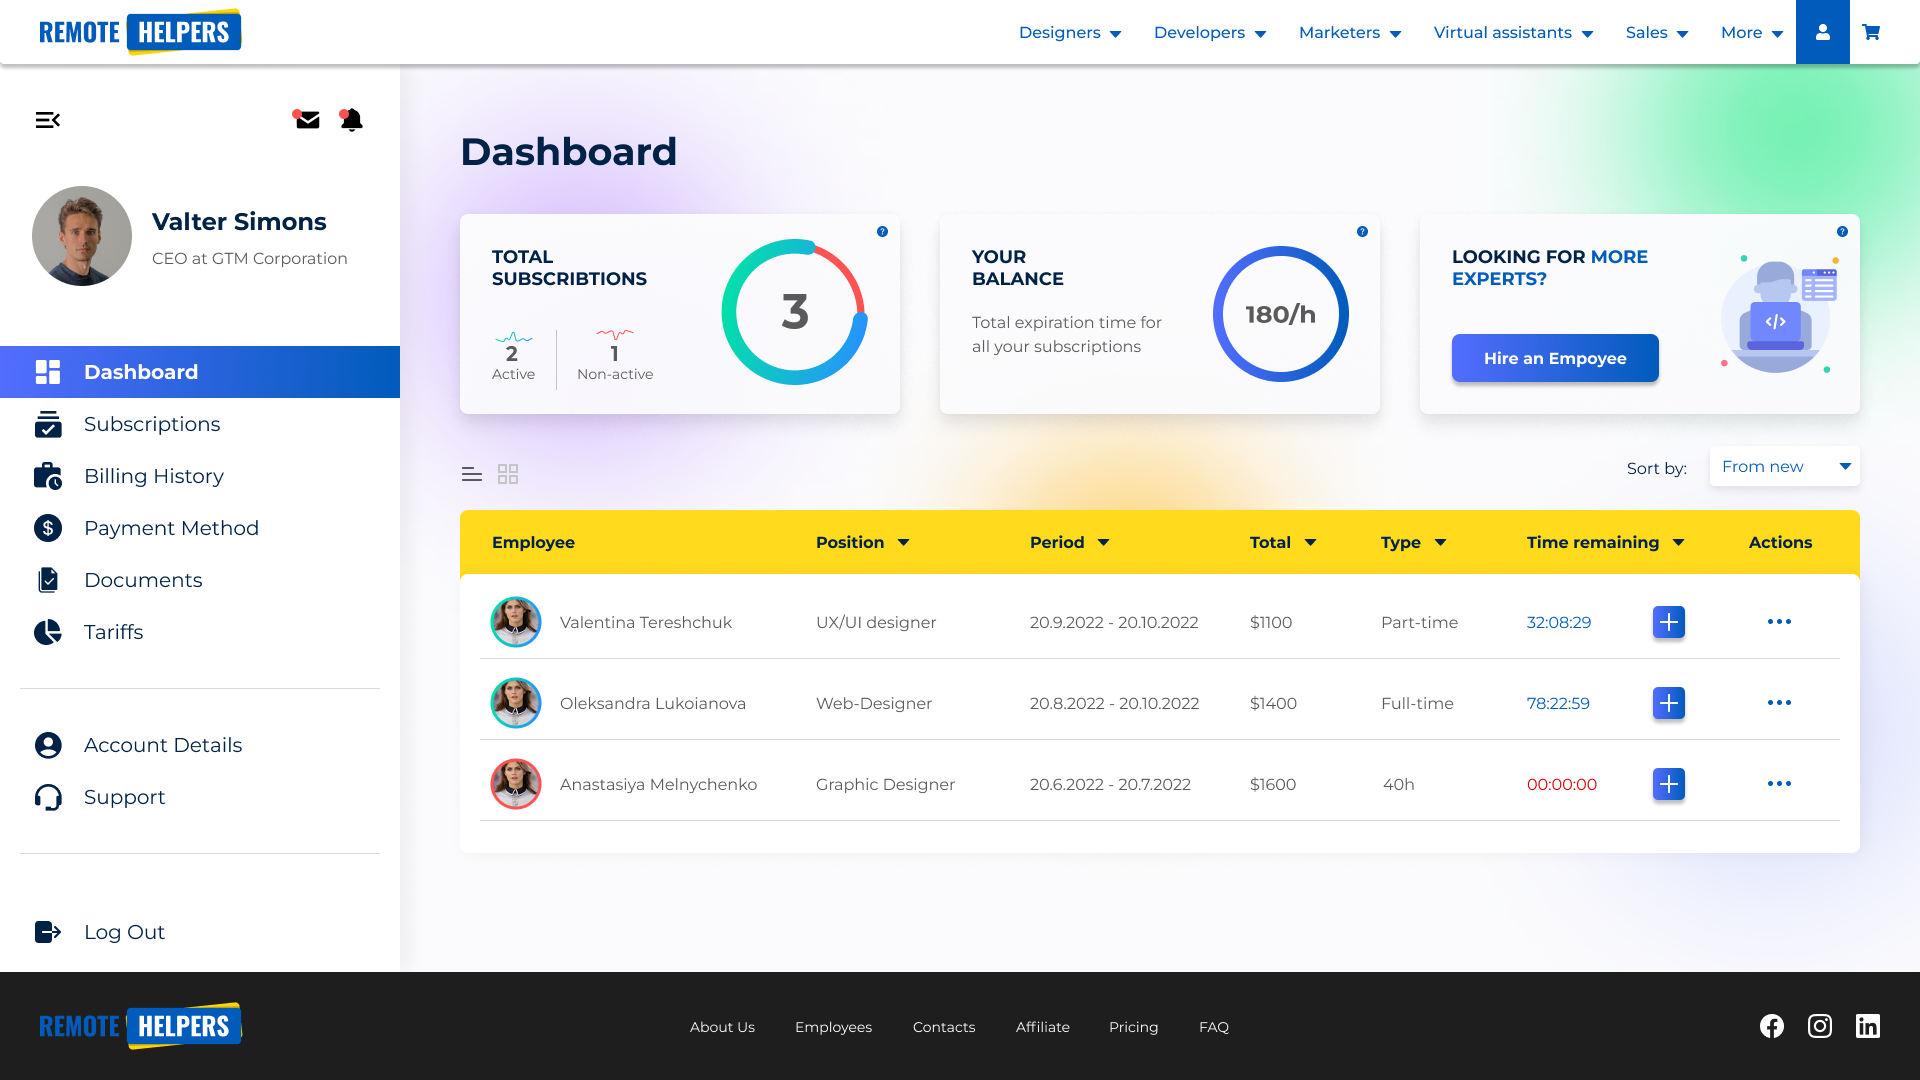 REMOTE HELPERS
Designers Developers Marketers Virtual assistants Sales More
Valter Simons
CEO at GTM Corporation
Dashboard
Subscriptions
Billing History
Payment Method
Documents
Tariffs
Account Details
Support
Log Out
Dashboard
TOTAL
SUBSCRIBTIONS
2
Active
1
Non-active
3
?
YOUR
BALANCE
Total expiration time for
all your subscriptions
180/h
?
LOOKING FOR MORE
EXPERTS?
Hire an Empoyee
</>
?
Sort by: From new
Employee Position Period Total Type Time remaining Actions
Valentina Tereshchuk UX/UI designer 20.9.2022 - 20.10.2022 $1100 Part-time 32:08:29
Oleksandra Lukoianova Web-Designer 20.8.2022 - 20.10.2022 $1400 Full-time 78:22:59
Anastasiya Melnychenko Graphic Designer 20.6.2022 - 20.7.2022 $1600 40h 00:00:00
REMOTE HELPERS
About Us Employees Contacts Affiliate Pricing FAQ